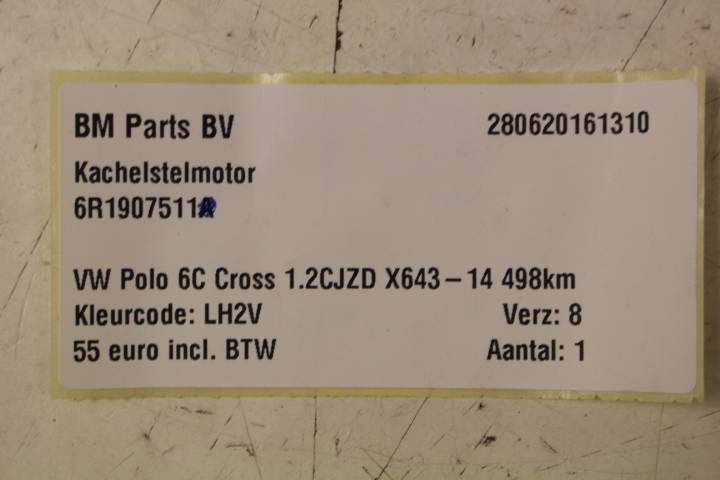 BM Parts BV 280620161310
Kachelstelmotor
6R1907511A
VW Polo 6C Cross 1.2CJZD X643-14 498km
Kleurcode: LH2V Verz: 8
55 euro incl. BTW Aantal: 1